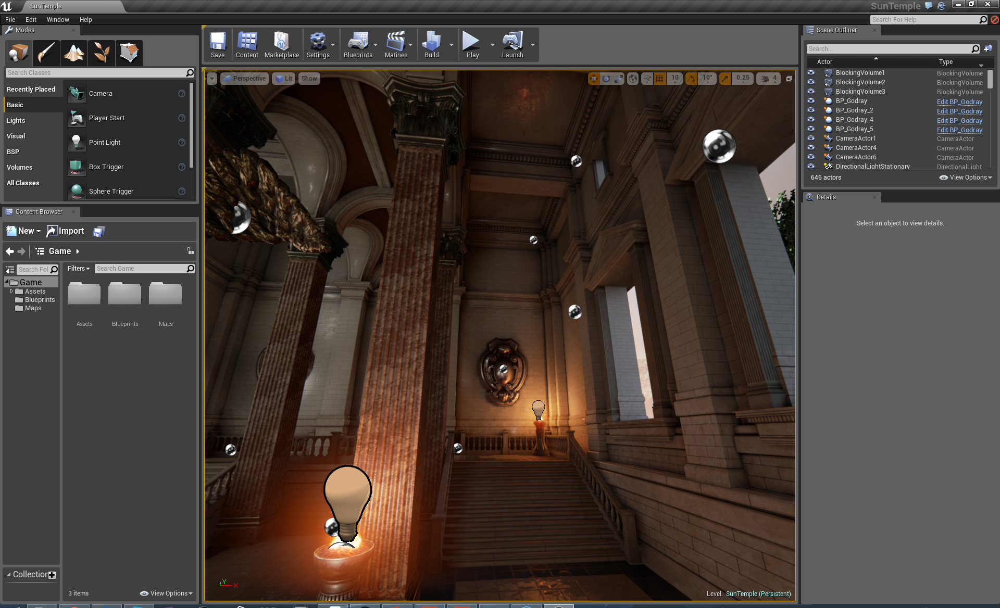 SunTemple
SunTemple
File Edit Window Help
Search For Help
Modes
Search Classes
Recently Placed
Basic
Lights
Visual
BSP
Volumes
All Classes
Camera
Player Start
Point Light
Box Trigger
Sphere Trigger
Content Browser
New Import
Game
Search Fol
Game
Assets
Blueprints
Maps
Filters Search Game
Assets Blueprints Maps
Collection
3 items View Options
Save Content Marketplace Settings Blueprints Matinee Build Play Launch
Perspective Lit Show
10 10° 0.25 4
Level: SunTemple (Persistent)
Y X
Scene Outliner
Search...
Actor Type
BlockingVolume1 BlockingVolume
BlockingVolume2 BlockingVolume
BlockingVolume3 BlockingVolume
BP_Godray Edit BP_Godray
BP_Godray_2 Edit BP_Godray
BP_Godray_4 Edit BP_Godray
BP_Godray_5 Edit BP_Godray
CameraActor1 CameraActor
CameraActor4 CameraActor
CameraActor6 CameraActor
DirectionalLightStationary DirectionalLight
646 actors View Options
Details
Select an object to view details.